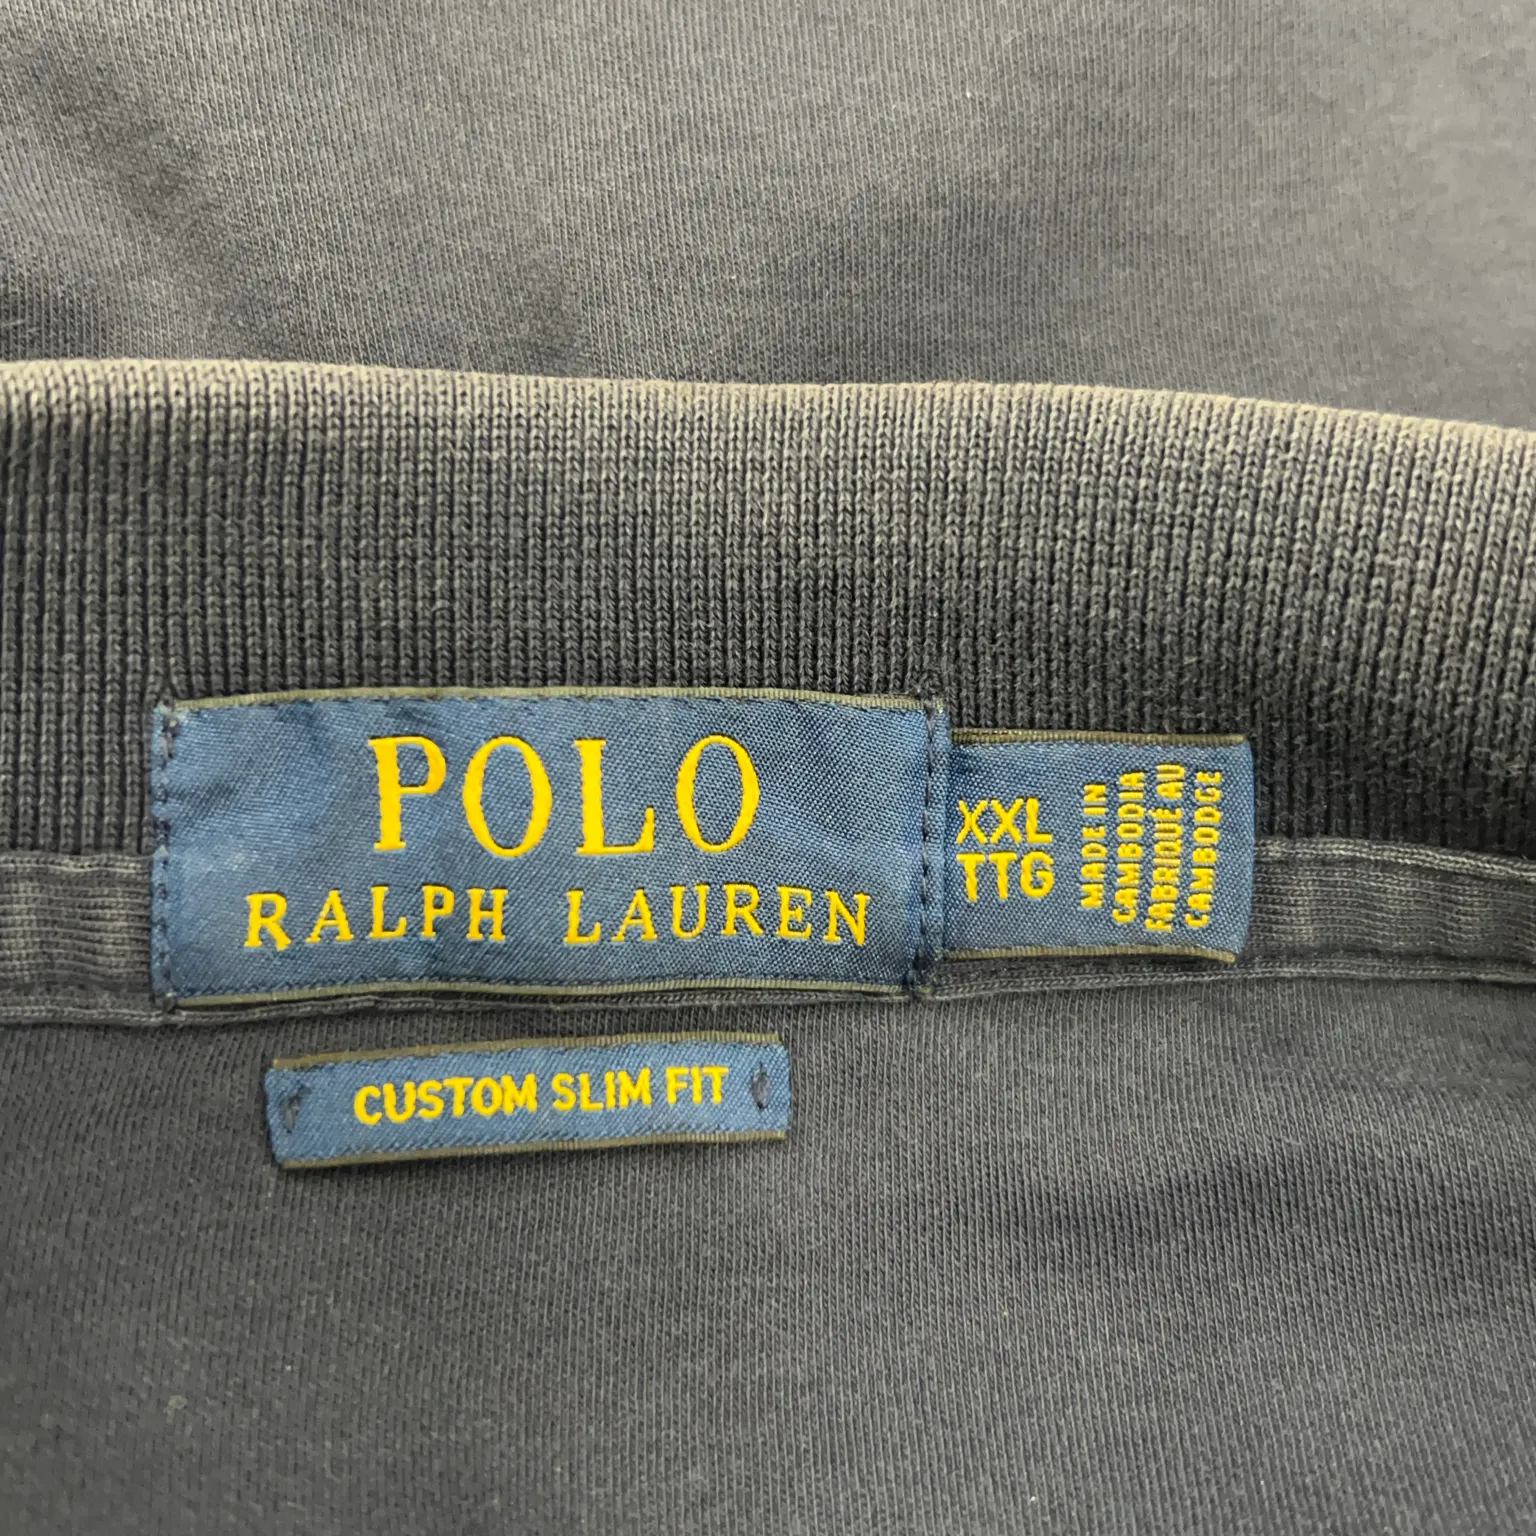 POLO
RALPH LAUREN
XXL
TTG
MADE IN
CAMBODIA
FABRIQUÉ AU
CAMBODGE
CUSTOM SLIM FIT